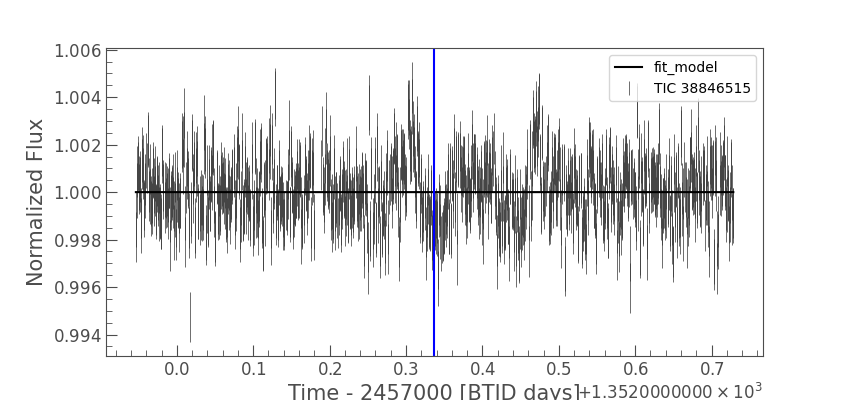 1.006
1.004
1.002
1.000
0.998
0.996
0.994
Normalized Flux
fit_model
TIC 38846515
0.0 0.1 0.2 0.3 0.4 0.5 0.6 0.7
Time - 2457000 [BTJD days]
+1.3520000000 × 10³